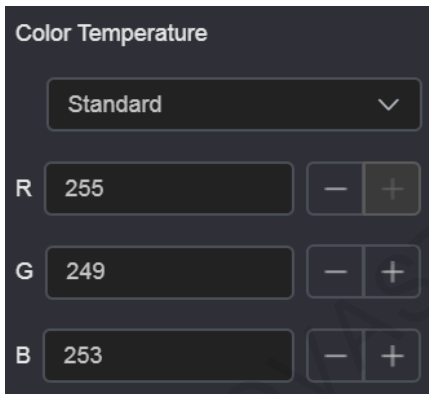 Color Temperature
Standard
R 255 − +
G 249 − +
B 253 − +